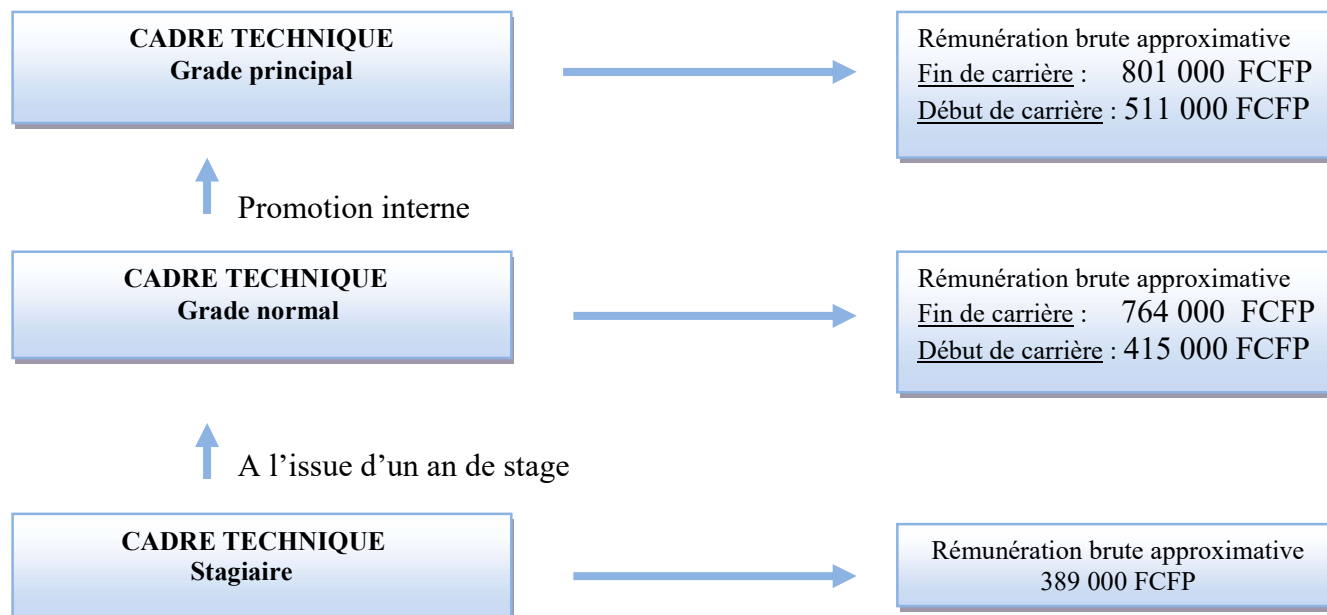 CADRE TECHNIQUE
Grade principal
Rémunération brute approximative
Fin de carrière : 801 000 FCFP
Début de carrière : 511 000 FCFP
Promotion interne
CADRE TECHNIQUE
Grade normal
Rémunération brute approximative
Fin de carrière : 764 000 FCFP
Début de carrière : 415 000 FCFP
A l’issue d’un an de stage
CADRE TECHNIQUE
Stagiaire
Rémunération brute approximative
389 000 FCFP